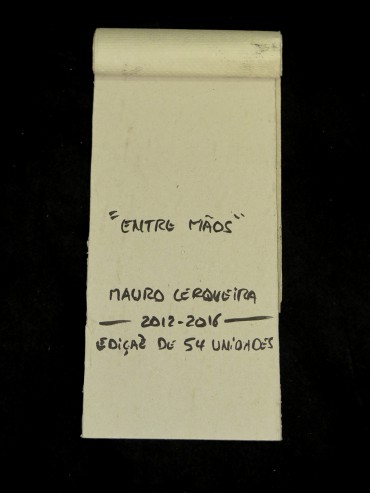 "ENTRE MÃOS"
MAURO CERQUEIRA
— 2012-2016 —
EDIÇÃO DE 54 UNIDADES